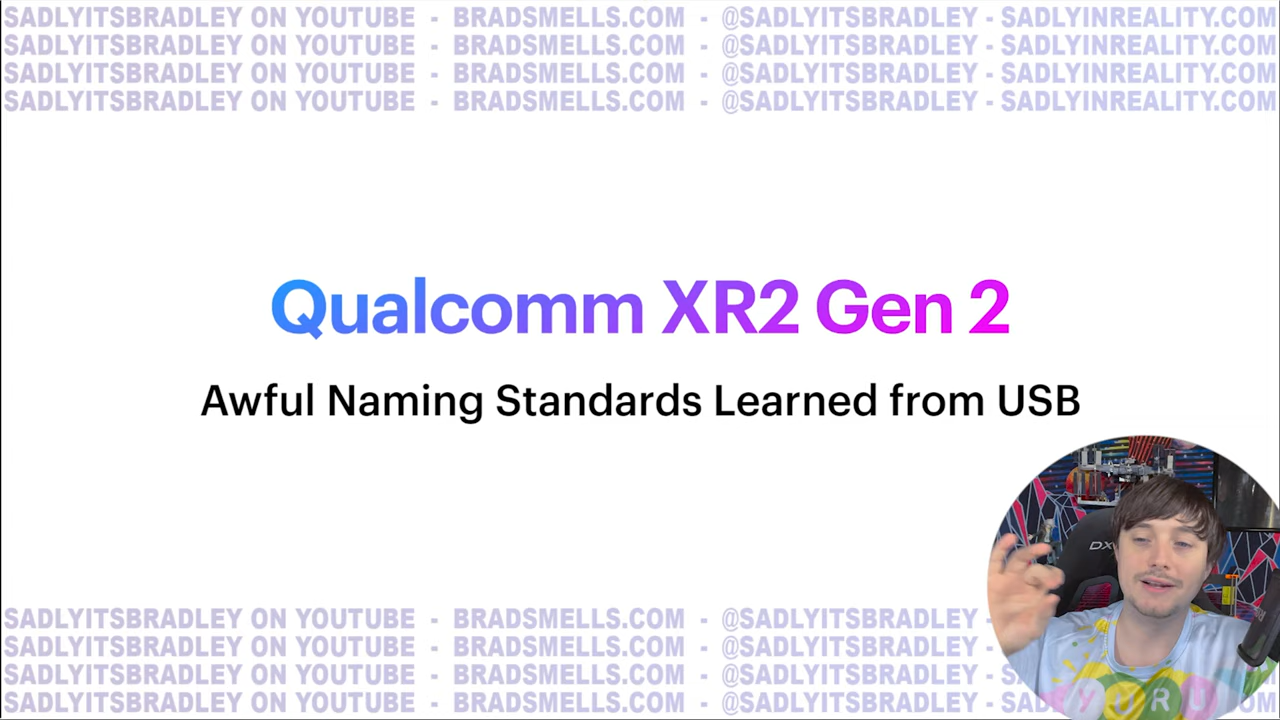 SADLYITSBRADLEY ON YOUTUBE - BRADSMELLS.COM - @SADLYITSBRADLEY - SADLYINREALITY.COM
SADLYITSBRADLEY ON YOUTUBE - BRADSMELLS.COM - @SADLYITSBRADLEY - SADLYINREALITY.COM
SADLYITSBRADLEY ON YOUTUBE - BRADSMELLS.COM - @SADLYITSBRADLEY - SADLYINREALITY.COM
SADLYITSBRADLEY ON YOUTUBE - BRADSMELLS.COM - @SADLYITSBRADLEY - SADLYINREALITY.COM
Qualcomm XR2 Gen 2
Awful Naming Standards Learned from USB
DX
SADLYITSBRADLEY ON YOUTUBE - BRADSMELLS.COM - @SADLYITSBRADLEY -
SADLYITSBRADLEY ON YOUTUBE - BRADSMELLS.COM - @SADLYITSBRADLEY
SADLYITSBRADLEY ON YOUTUBE - BRADSMELLS.COM - @SADLYITSBRADLEY
SADLYITSBRADLEY ON YOUTUBE - BRADSMELLS.COM - @SADLYITSBRADLEY -